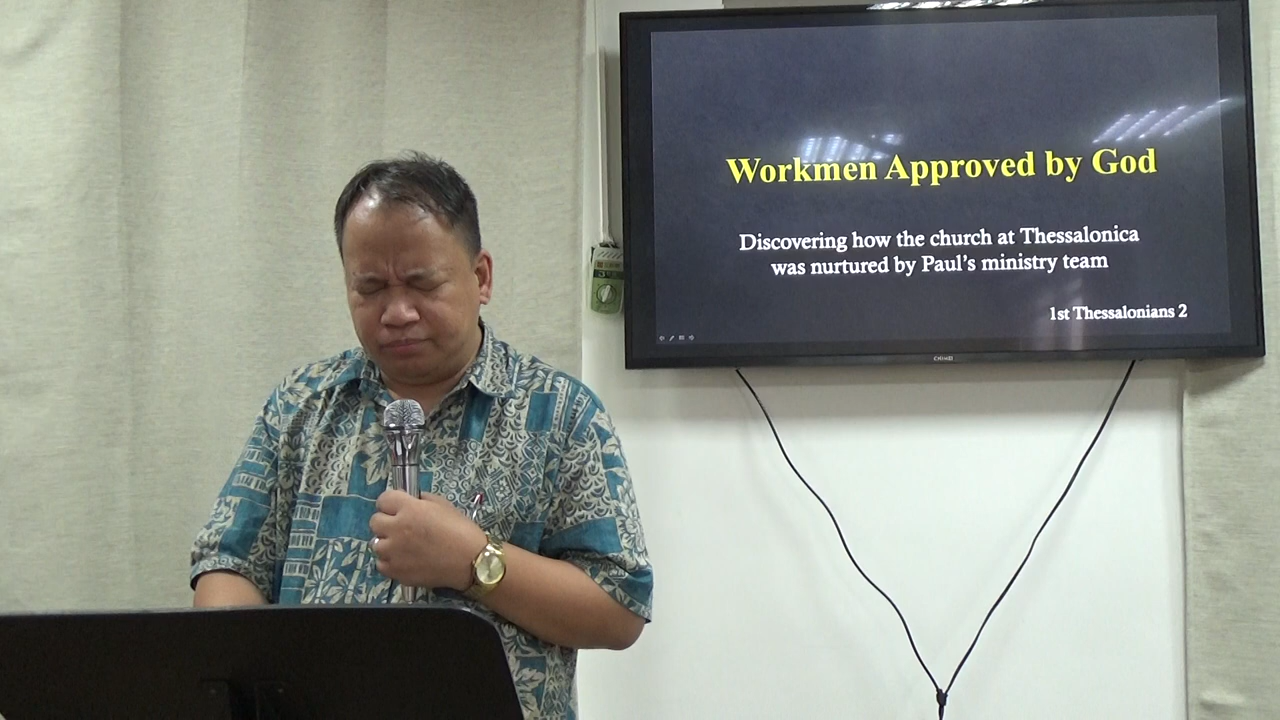 Workmen Approved by God
Discovering how the church at Thessalonica
was nurtured by Paul's ministry team
1st Thessalonians 2
CHIMEI